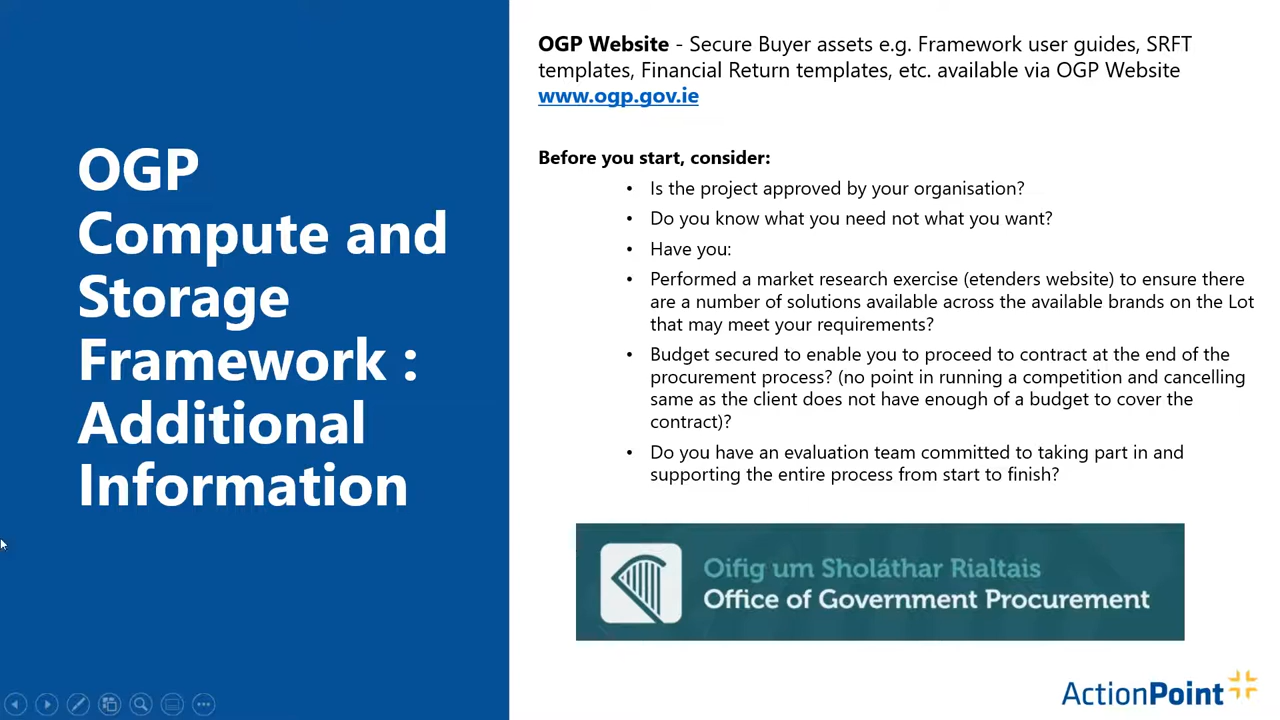 OGP
Compute and
Storage
Framework :
Additional
Information
OGP Website - Secure Buyer assets e.g. Framework user guides, SRFT
templates, Financial Return templates, etc. available via OGP Website
www.ogp.gov.ie
Before you start, consider:
• Is the project approved by your organisation?
• Do you know what you need not what you want?
• Have you:
• Performed a market research exercise (etenders website) to ensure there
are a number of solutions available across the available brands on the Lot
that may meet your requirements?
• Budget secured to enable you to proceed to contract at the end of the
procurement process? (no point in running a competition and cancelling
same as the client does not have enough of a budget to cover the
contract)?
• Do you have an evaluation team committed to taking part in and
supporting the entire process from start to finish?
Oifig um Sholáthar Rialtais
Office of Government Procurement
ActionPoint